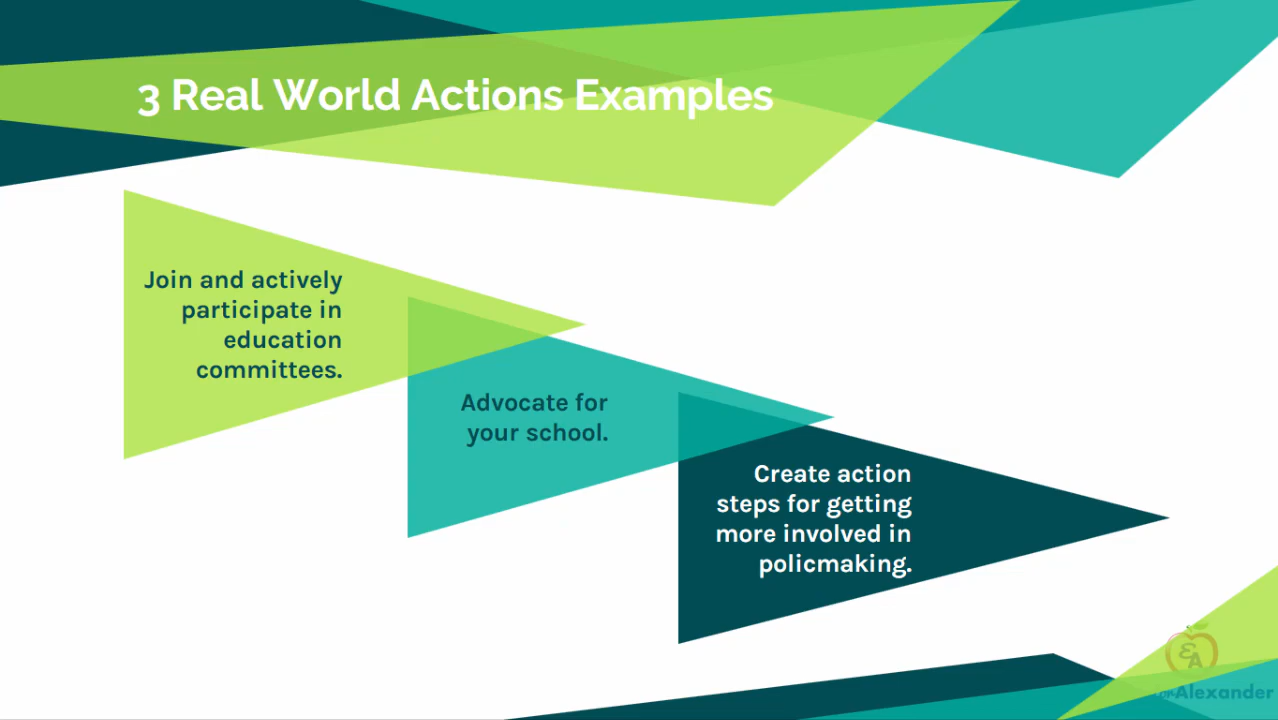 3 Real World Actions Examples
Join and actively
participate in
education
committees.
Advocate for
your school.
Create action
steps for getting
more involved in
policmaking.
EA
Alexander